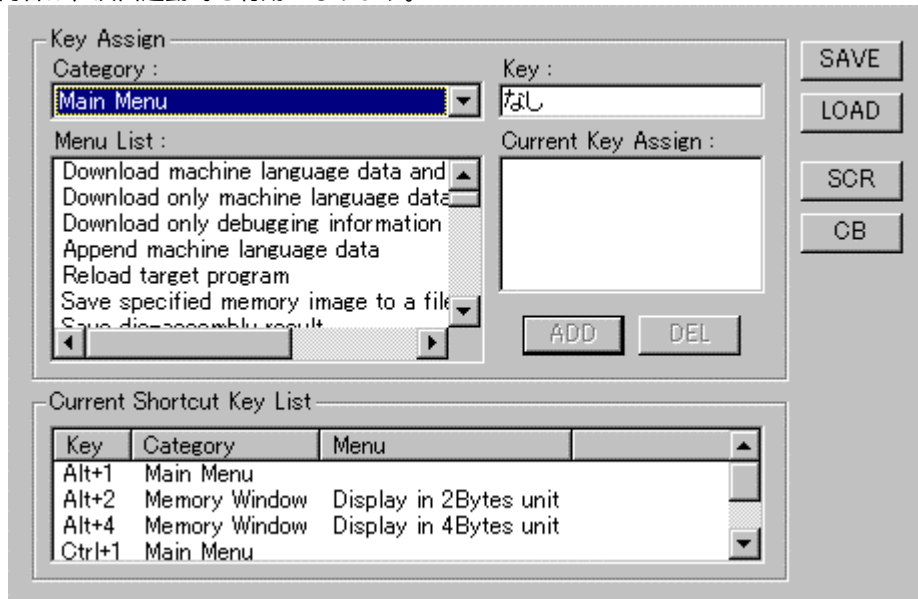 Key Assign
Category :
Main Menu
Key :
なし
Menu List :
Download machine language data and
Download only machine language data
Download only debugging information
Append machine language data
Reload target program
Save specified memory image to a file
Save dis-assembly result
Current Key Assign :
ADD DEL
SAVE
LOAD
SCR
CB
Current Shortcut Key List
Key Category Menu
Alt+1 Main Menu
Alt+2 Memory Window Display in 2Bytes unit
Alt+4 Memory Window Display in 4Bytes unit
Ctrl+1 Main Menu